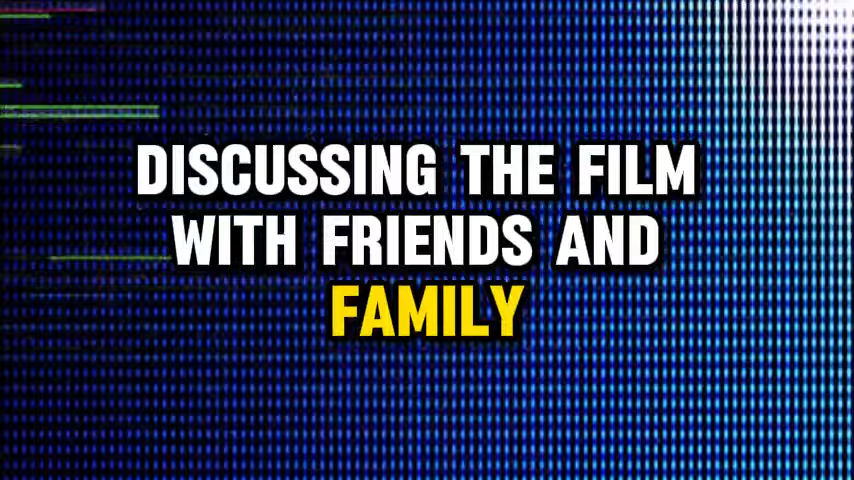 DISCUSSING THE FILM
WITH FRIENDS AND
FAMILY